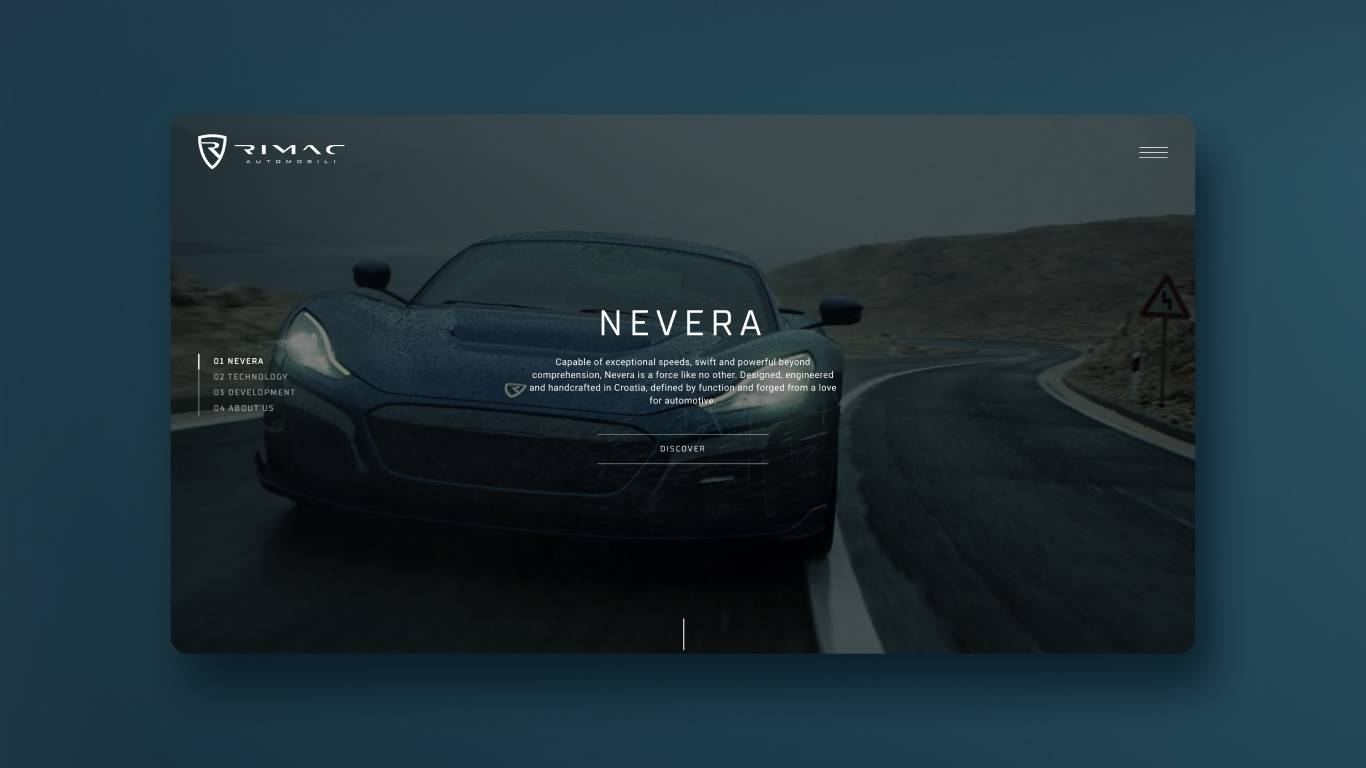 RIMAC
AUTOMOBILI
NEVERA
01 NEVERA
02 TECHNOLOGY
03 DEVELOPMENT
04 ABOUT US
Capable of exceptional speeds, swift and powerful beyond
comprehension, Nevera is a force like no other. Designed, engineered
and handcrafted in Croatia, defined by function and forged from a love
for automotive.
DISCOVER